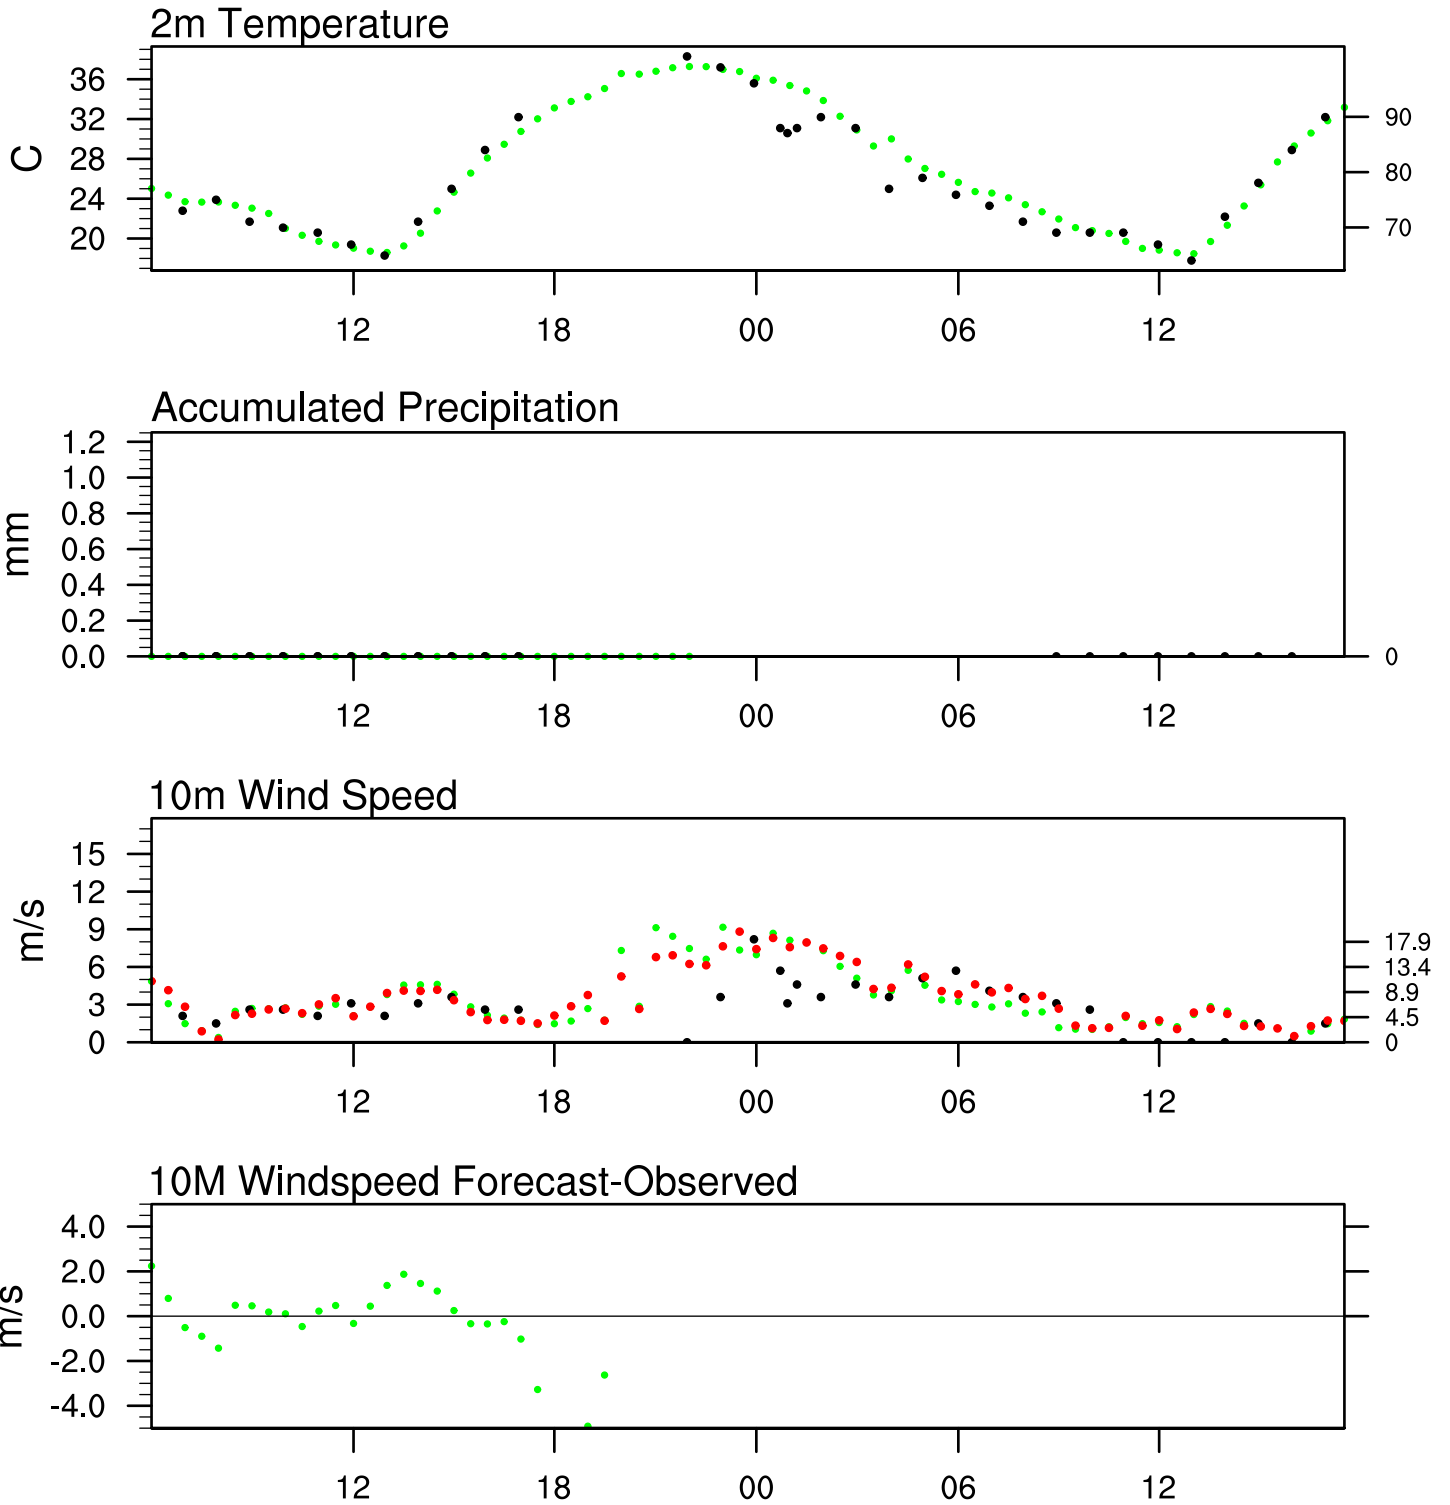 2m Temperature
C
36
32
28
24
20
90
80
70
12 18 00 06 12
Accumulated Precipitation
mm
1.2
1.0
0.8
0.6
0.4
0.2
0.0
0
12 18 00 06 12
10m Wind Speed
m/s
15
12
9
6
3
0
17.9
13.4
8.9
4.5
0
12 18 00 06 12
10M Windspeed Forecast-Observed
m/s
4.0
2.0
0.0
-2.0
-4.0
12 18 00 06 12